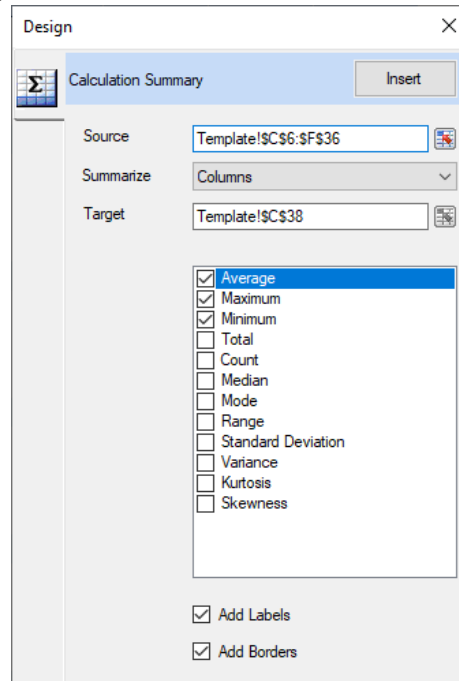 Design
Calculation Summary
Insert
Source
Template!$C$6:$F$36
Summarize
Columns
Target
Template!$C$38
Average
Maximum
Minimum
Total
Count
Median
Mode
Range
Standard Deviation
Variance
Kurtosis
Skewness
Add Labels
Add Borders